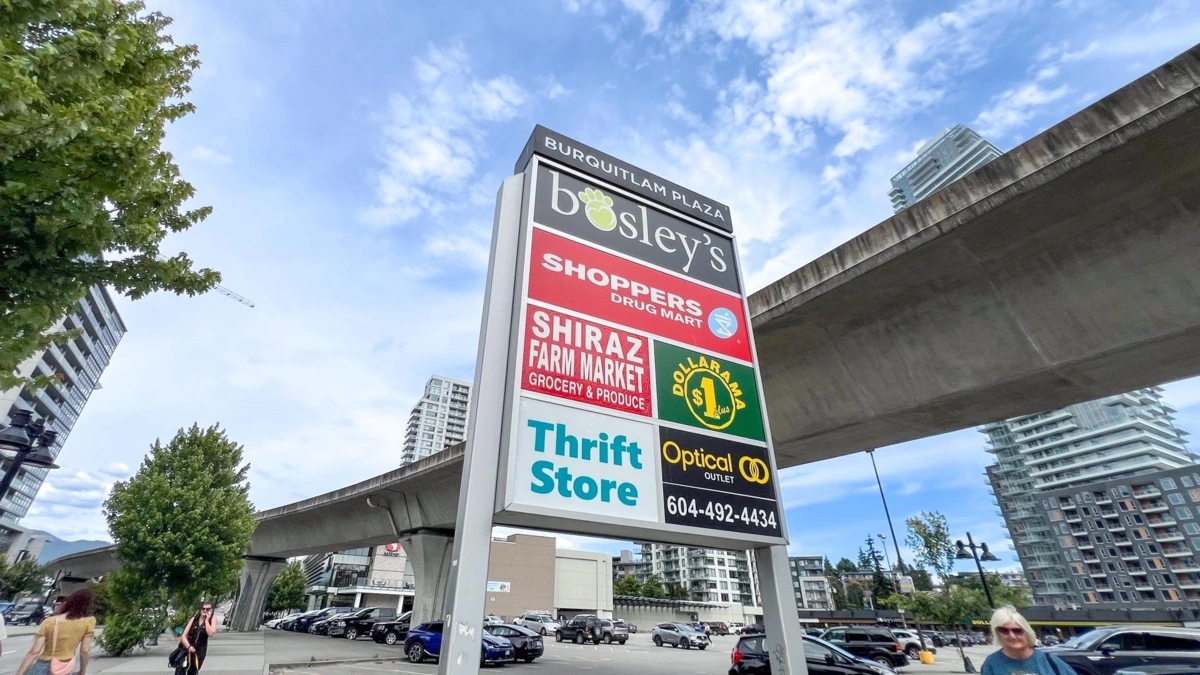 BURQUITLAM PLAZA
bosley's
SHOPPERS
DRUG MART
SHIRAZ
FARM MARKET
GROCERY & PRODUCE
DOLLARAMA
$1
plus
Thrift
Store
Optical
OUTLET
604-492-4434